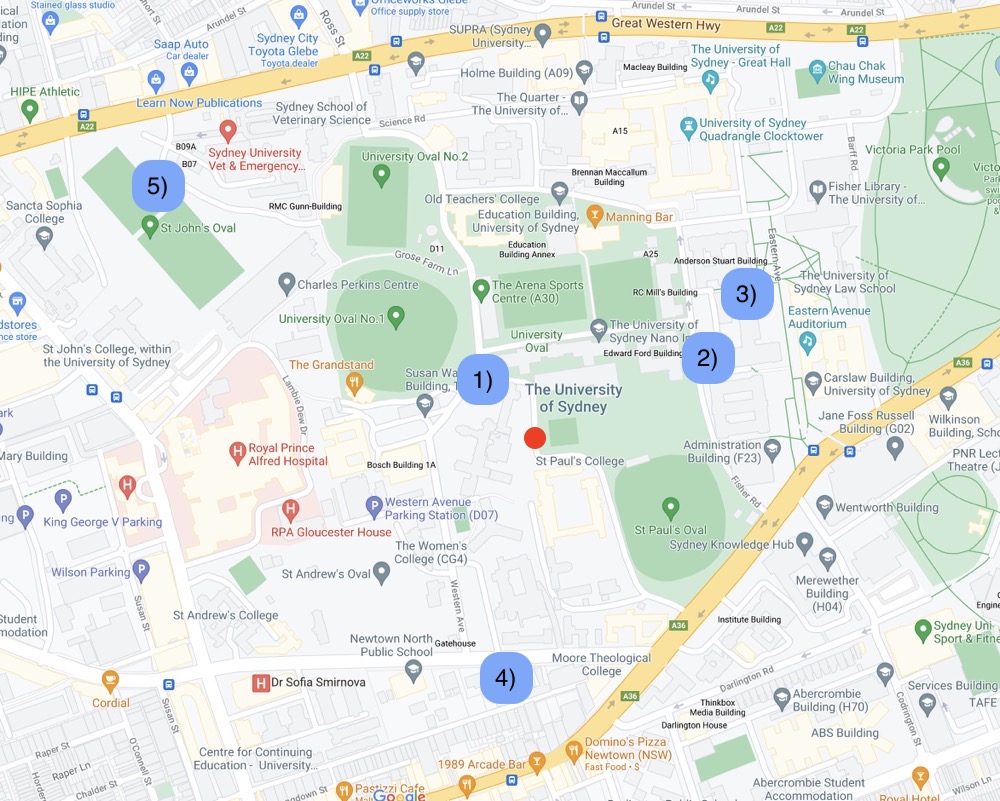 Stained glass studio
Officeworks Glebe
Office supply store
Ross St
Sydney City
Toyota Glebe
Toyota dealer
Saap Auto
Car dealer
SUPRA (Sydney
University...
Arundel St
Arundel St
Arundel St
Great Western Hwy
A22
A22
A22
A22
Macleay Building
The University of
Sydney - Great Hall
Chau Chak
Wing Museum
Holme Building (A09)
HIPE Athletic
Learn Now Publications
The Quarter -
The University of...
Sydney School of
Veterinary Science
Science Rd
A22
A15
University of Sydney
Quadrangle Clocktower
Barff Rd
Victoria Park Pool
B09A
B07
Sydney University
Vet & Emergency...
University Oval No.2
Brennan Maccallum
Building
5)
Old Teachers' College
Fisher Library -
The University of...
Sancta Sophia
College
RMC Gunn-Building
Education Building,
University of Sydney
Manning Bar
St John's Oval
D11
Education
Building Annex
A25
Eastern Ave
Grose Farm Ln
Anderson Stuart Building
Charles Perkins Centre
The Arena Sports
Centre (A30)
RC Mill's Building
3)
The University of
Sydney Law School
University Oval No.1
Eastern Avenue
Auditorium
University
Oval
The University of
Sydney Nano In
Edward Ford Building
2)
St John's College, within
the University of Sydney
The Grandstand
Susan Wa
Building, T
1)
The University
of Sydney
Carslaw Building,
University of Sydney
A36
Lambie Dew Dr
Jane Foss Russell
Building (G02)
Wilkinson
Mary Building
Royal Prince
Alfred Hospital
Administration
Building (F23)
Bosch Building 1A
St Paul's College
Fisher Rd
King George V Parking
Western Avenue
Parking Station (D07)
Wentworth Building
RPA Gloucester House
St Paul's Oval
Sydney Knowledge Hub
The Women's
College (CG4)
Wilson Parking
St Andrew's Oval
Merewether
Building
(H04)
Susan St
Western Ave
St Andrew's College
A36
Institute Building
Sydney Uni
Sport & Fitne
Newtown North
Public School
Gatehouse
Moore Theological
College
4)
Darlington Rd
Dr Sofia Smirnova
A36
Abercrombie
Building (H70)
Services Building
TAFE
Cordial
Susan St
Thinkbox
Media Building
Darlington House
ABS Building
Codrington St
Raper St
O'Connell St
Centre for Continuing
Education - University...
Domino's Pizza
Newtown (NSW)
Fast Food • $
1989 Arcade Bar
Raper Ln
Chalder St
Pastizzi Cafe
Google
Abercrombie Student
Accommodation
Royal Hotel
Wilson Ln